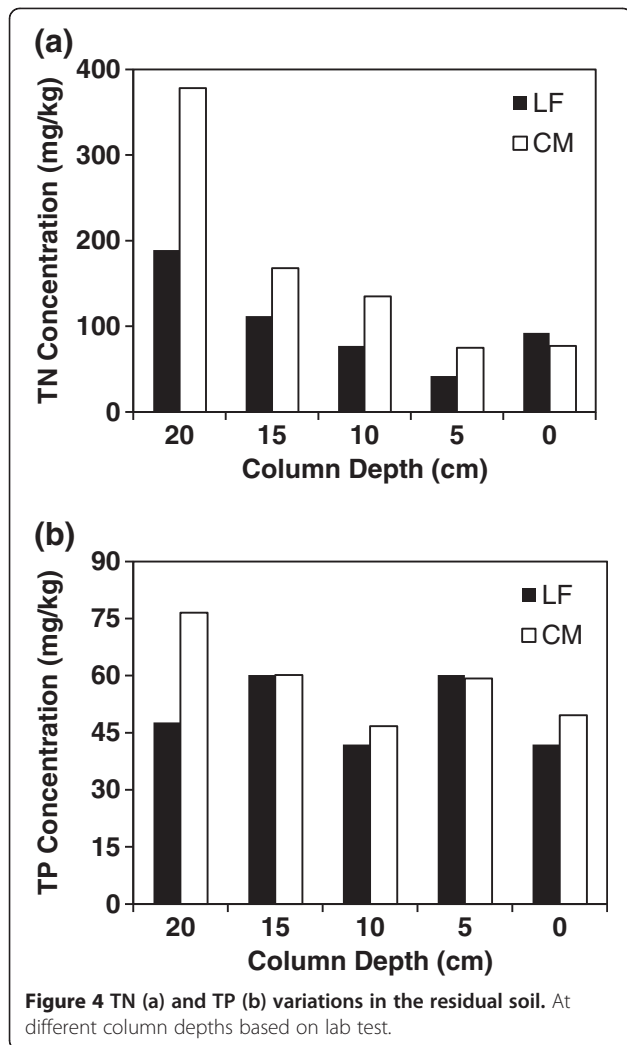 (a)
400
300
200
100
0
TN Concentration (mg/kg)
LF
CM
20 15 10 5 0
Column Depth (cm)
(b)
90
75
60
45
30
15
0
TP Concentration (mg/kg)
LF
CM
20 15 10 5 0
Column Depth (cm)
Figure 4 TN (a) and TP (b) variations in the residual soil. At
different column depths based on lab test.